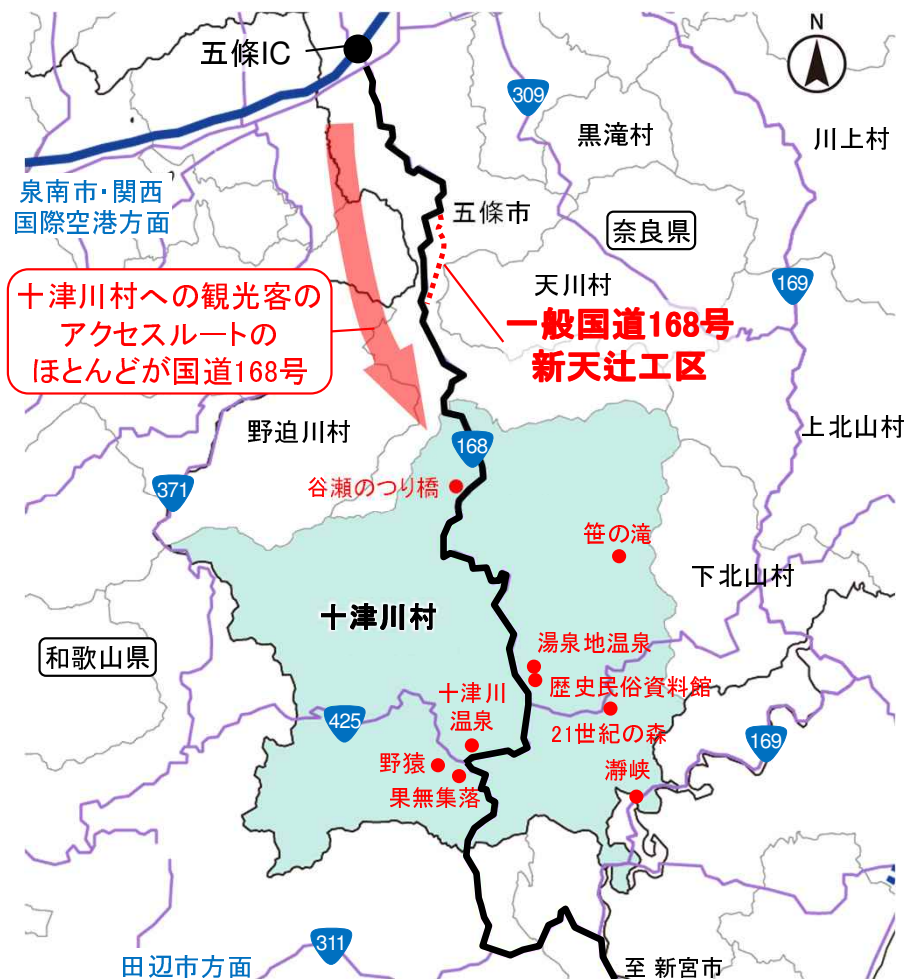 N
五條IC
309
黒滝村
川上村
泉南市・関西
国際空港方面
五條市
奈良県
天川村
169
十津川村への観光客の
アクセスルートの
ほとんどが国道168号
一般国道168号
新天辻工区
野迫川村
上北山村
168
371
谷瀬のつり橋
笹の滝
下北山村
十津川村
和歌山県
湯泉地温泉
歴史民俗資料館
十津川
温泉
425
21世紀の森
169
野猿
瀞峡
果無集落
311
田辺市方面
至 新宮市